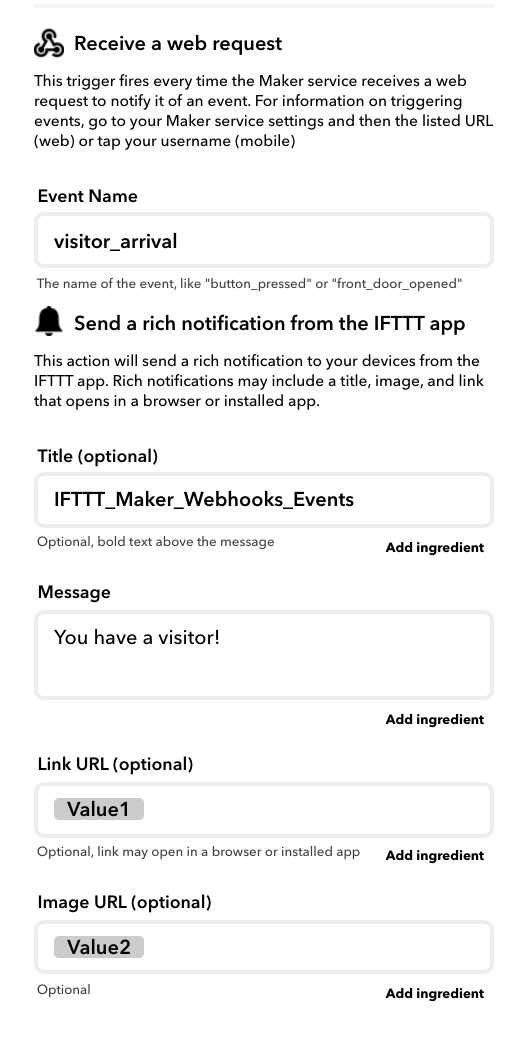 Receive a web request
This trigger fires every time the Maker service receives a web
request to notify it of an event. For information on triggering
events, go to your Maker service settings and then the listed URL
(web) or tap your username (mobile)
Event Name
visitor_arrival
The name of the event, like "button_pressed" or "front_door_opened"
Send a rich notification from the IFTTT app
This action will send a rich notification to your devices from the
IFTTT app. Rich notifications may include a title, image, and link
that opens in a browser or installed app.
Title (optional)
IFTTT_Maker_Webhooks_Events
Optional, bold text above the message
Add ingredient
Message
You have a visitor!
Add ingredient
Link URL (optional)
Value1
Optional, link may open in a browser or installed app
Add ingredient
Image URL (optional)
Value2
Optional
Add ingredient